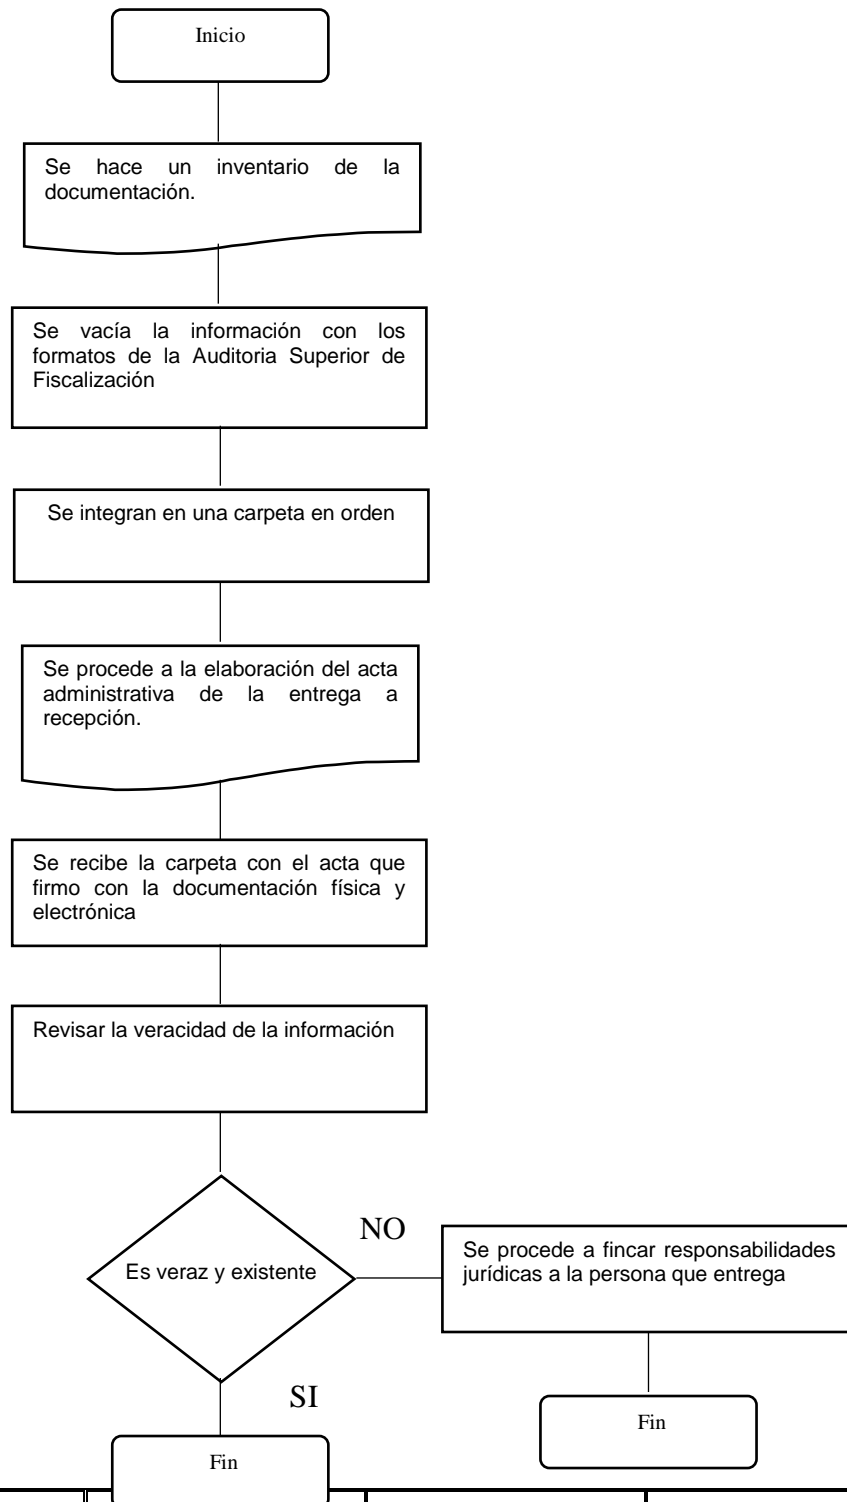 Inicio
Se hace un inventario de la
documentación.
Se vacía la información con los
formatos de la Auditoria Superior de
Fiscalización
Se integran en una carpeta en orden
Se procede a la elaboración del acta
administrativa de la entrega a
recepción.
Se recibe la carpeta con el acta que
firmo con la documentación física y
electrónica
Revisar la veracidad de la información
Es veraz y existente
NO
Se procede a fincar responsabilidades
jurídicas a la persona que entrega
SI
Fin
Fin